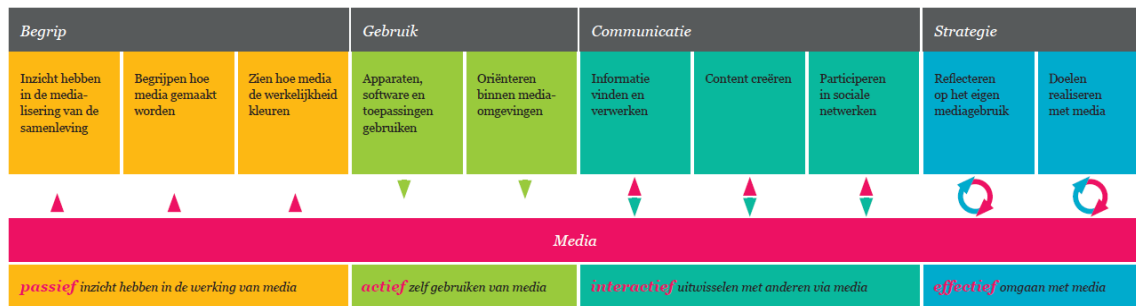 Begrip
Gebruik
Communicatie
Strategie
Inzicht hebben
in de media-
lisering van de
samenleving
Begrijpen hoe
media gemaakt
worden
Zien hoe media
de werkelijkheid
kleuren
Apparaten,
software en
toepassingen
gebruiken
Oriënteren
binnen media-
omgevingen
Informatie
vinden en
verwerken
Content creëren
Participeren
in sociale
netwerken
Reflecteren
op het eigen
mediagebruik
Doelen
realiseren
met media
Media
passief inzicht hebben in de werking van media
actief zelf gebruiken van media
interactief uitwisselen met anderen via media
effectief omgaan met media